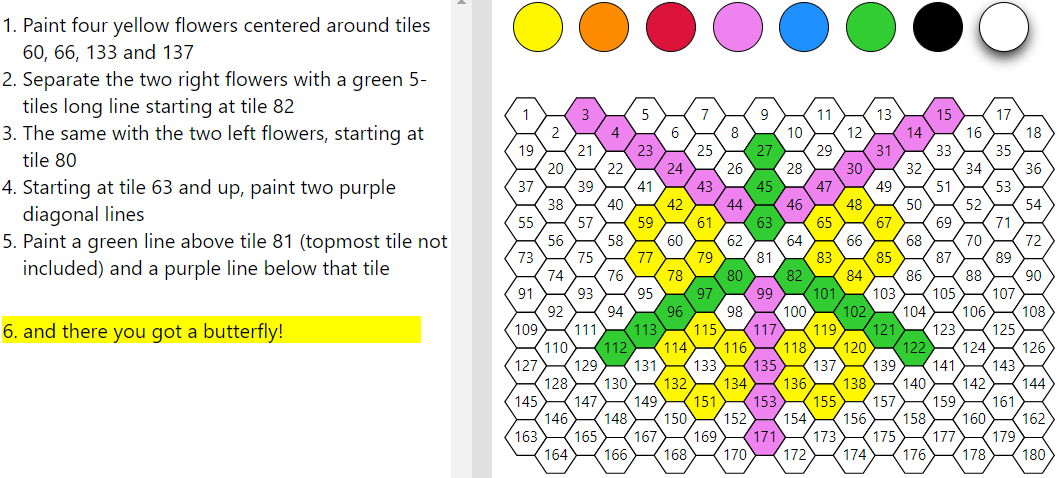 1. Paint four yellow flowers centered around tiles
60, 66, 133 and 137
2. Separate the two right flowers with a green 5-
tiles long line starting at tile 82
3. The same with the two left flowers, starting at
tile 80
4. Starting at tile 63 and up, paint two purple
diagonal lines
5. Paint a green line above tile 81 (topmost tile not
included) and a purple line below that tile
6. and there you got a butterfly!
1 3 5 7 9 11 13 15 17
2 4 6 8 10 12 14 16 18
19 21 23 25 27 29 31 33 35
20 22 24 26 28 30 32 34 36
37 39 41 43 45 47 49 51 53
38 40 42 44 46 48 50 52 54
55 57 59 61 63 65 67 69 71
56 58 60 62 64 66 68 70 72
73 75 77 79 81 83 85 87 89
74 76 78 80 82 84 86 88 90
91 93 95 97 99 101 103 105 107
92 94 96 98 100 102 104 106 108
109 111 113 115 117 119 121 123 125
110 112 114 116 118 120 122 124 126
127 129 131 133 135 137 139 141 143
128 130 132 134 136 138 140 142 144
145 147 149 151 153 155 157 159 161
146 148 150 152 154 156 158 160 162
163 165 167 169 171 173 175 177 179
164 166 168 170 172 174 176 178 180